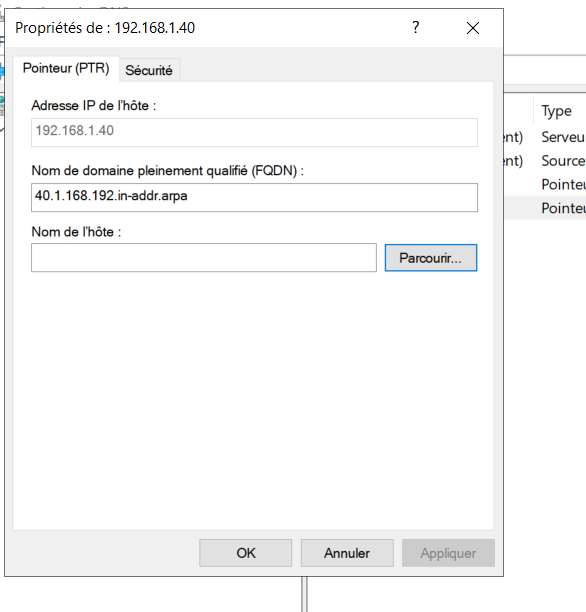 Propriétés de : 192.168.1.40
?
Pointeur (PTR)
Sécurité
Adresse IP de l'hôte :
192.168.1.40
Nom de domaine pleinement qualifié (FQDN) :
40.1.168.192.in-addr.arpa
Nom de l'hôte :
Parcourir...
OK
Annuler
Appliquer
Type
ent) Serveu
ent) Source
Pointeu
Pointeu